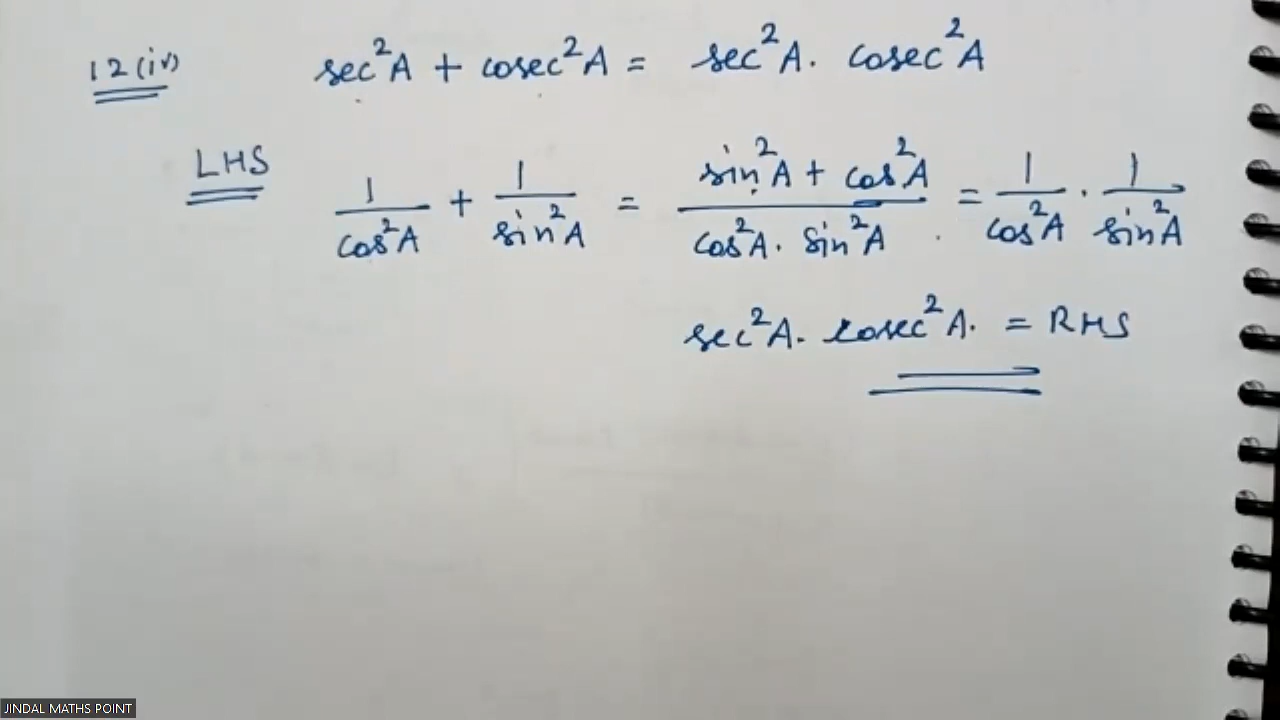 12(iv) sec²A + cosec²A = sec²A. cosec²A
LHS 1/cos²A + 1/sin²A = (sin²A + cos²A)/(cos²A. sin²A) = 1/cos²A . 1/sin²A
sec²A. cosec²A. = RHS
JINDAL MATHS POINT